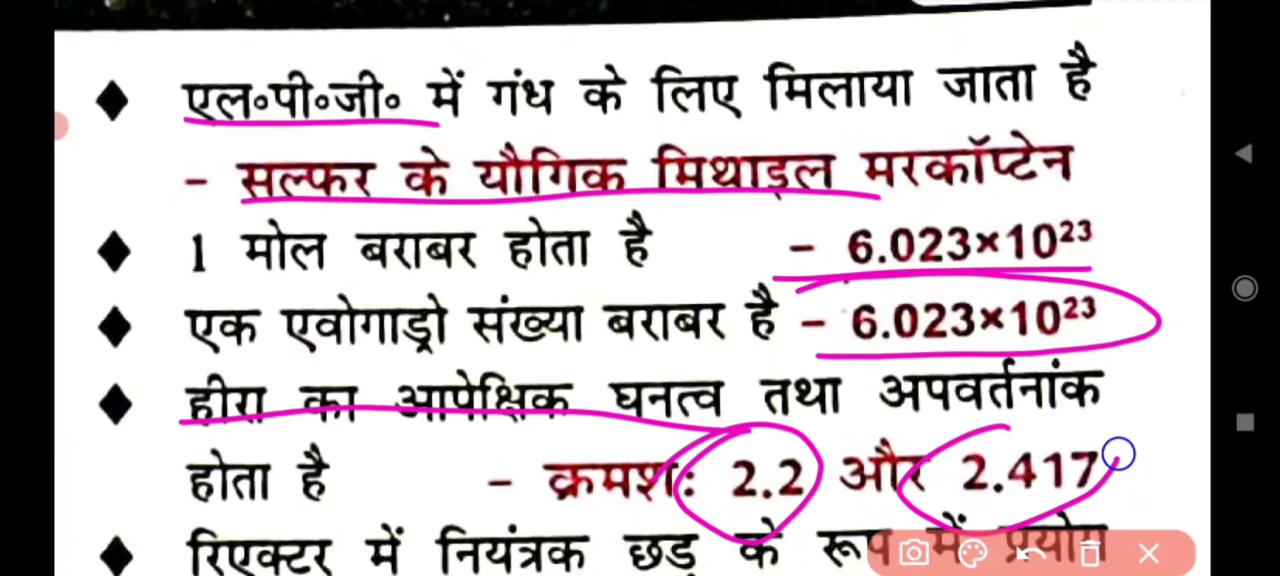 ♦ एल॰पी॰जी॰ में गंध के लिए मिलाया जाता है
- सल्फर के यौगिक मिथाइल मरकॉप्टेन
♦ 1 मोल बराबर होता है - 6.023×10²³
♦ एक एवोगाड्रो संख्या बराबर है - 6.023×10²³
♦ हीरा का आपेक्षिक घनत्व तथा अपवर्तनांक
होता है - क्रमशः 2.2 और 2.417
♦ रिएक्टर में नियंत्रक छड़ के रूप में प्रयोग